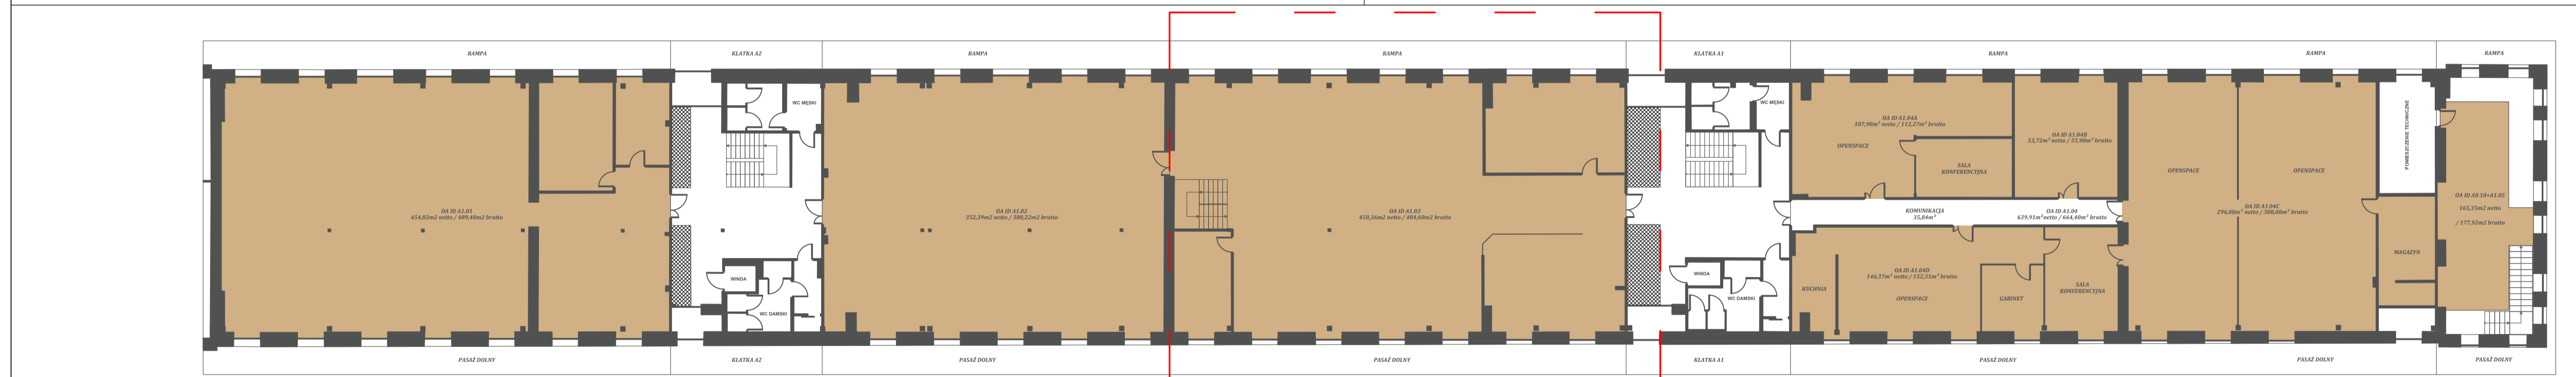 RAMPA
KLATKA A2
RAMPA
RAMPA
KLATKA A1
RAMPA
RAMPA
RAMPA
WC MĘSKI
WC MĘSKI
POMIESZCZENIE TECHNICZNE
OA ID A1.04A
107,90m² netto / 112,27m² brutto
OPENSPACE
SALA
KONFERENCYJNA
OA ID A1.04B
53,72m² netto / 55,90m² brutto
OPENSPACE
OPENSPACE
OA ID A1.01
454,82m2 netto / 489,40m2 brutto
OA ID A1.02
352,39m2 netto / 380,22m2 brutto
OA ID A1.03
450,36m2 netto / 484,60m2 brutto
KOMUNIKACJA
35,04m²
OA ID A1.04
639,91m² netto / 664,40m² brutto
OA ID A1.04C
296,00m² netto / 308,00m² brutto
OA ID A0.10+A1.05
165,35m2 netto
/ 177,92m2 brutto
MAGAZYN
WINDA
WC DAMSKI
WINDA
WC DAMSKI
KUCHNIA
OA ID A1.04D
146,37m² netto / 152,31m² brutto
OPENSPACE
GABINET
SALA
KONFERENCYJNA
PASAŻ DOLNY
KLATKA A2
PASAŻ DOLNY
PASAŻ DOLNY
KLATKA A1
PASAŻ DOLNY
PASAŻ DOLNY
PASAŻ DOLNY